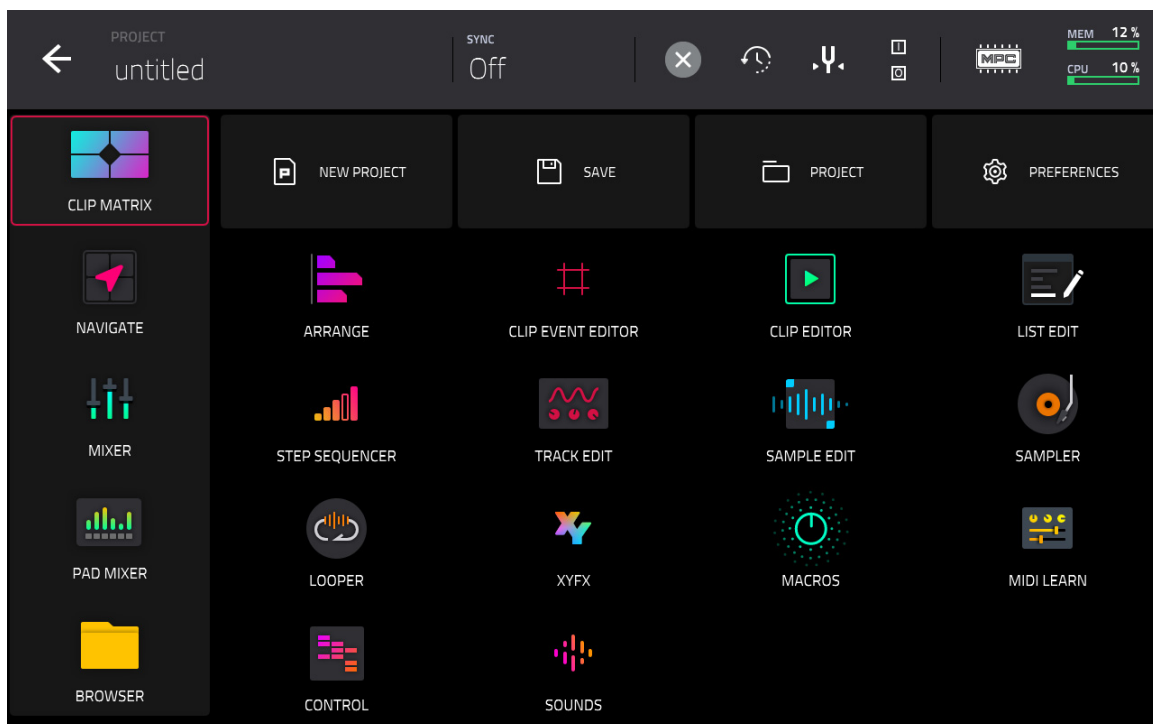 PROJECT
untitled
SYNC
Off
I
O
MPC
MEM 12 %
CPU 10 %
CLIP MATRIX
NEW PROJECT
SAVE
PROJECT
PREFERENCES
NAVIGATE
ARRANGE
CLIP EVENT EDITOR
CLIP EDITOR
LIST EDIT
MIXER
STEP SEQUENCER
TRACK EDIT
SAMPLE EDIT
SAMPLER
PAD MIXER
LOOPER
XY
XYFX
MACROS
MIDI LEARN
BROWSER
CONTROL
SOUNDS